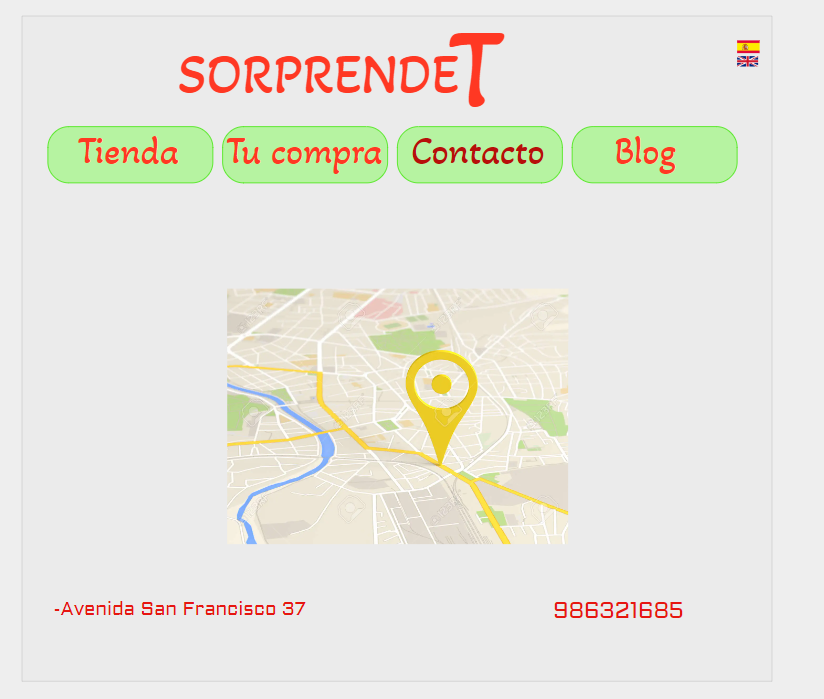 SORPRENDET
Tienda
Tu compra
Contacto
Blog
-Avenida San Francisco 37
986321685